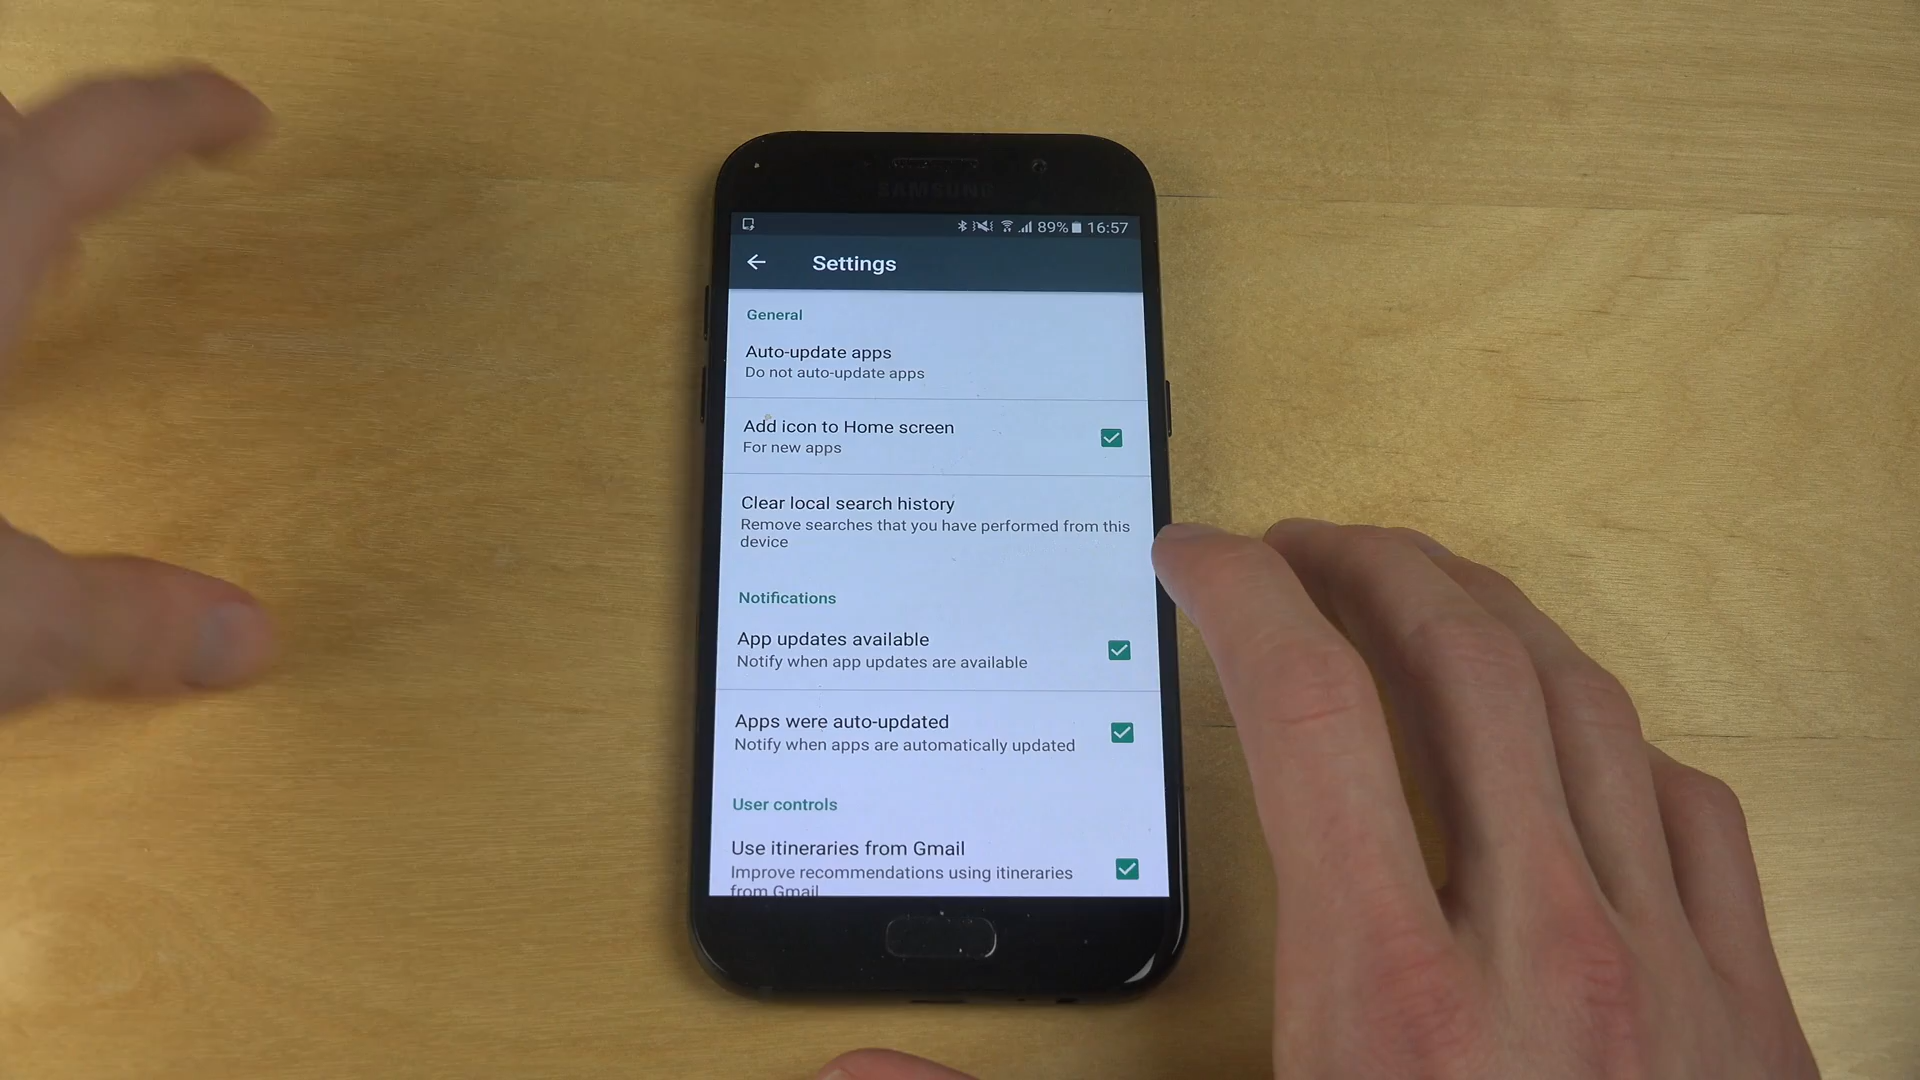 SAMSUNG
89% 16:57
Settings
General
Auto-update apps
Do not auto-update apps
Add icon to Home screen
For new apps
Clear local search history
Remove searches that you have performed from this
device
Notifications
App updates available
Notify when app updates are available
Apps were auto-updated
Notify when apps are automatically updated
User controls
Use itineraries from Gmail
Improve recommendations using itineraries
from Gmail